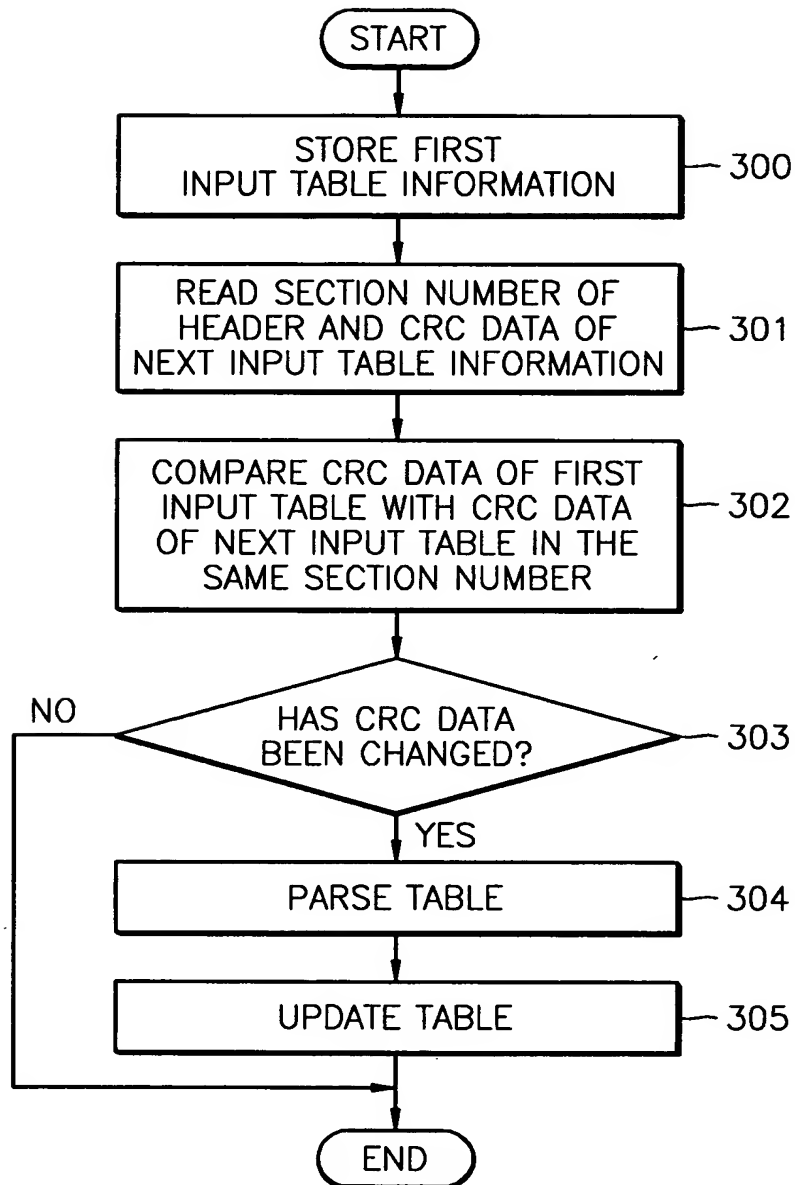 START
STORE FIRST
INPUT TABLE INFORMATION
300
READ SECTION NUMBER OF
HEADER AND CRC DATA OF
NEXT INPUT TABLE INFORMATION
301
COMPARE CRC DATA OF FIRST
INPUT TABLE WITH CRC DATA
OF NEXT INPUT TABLE IN THE
SAME SECTION NUMBER
302
NO
HAS CRC DATA
BEEN CHANGED?
303
YES
PARSE TABLE
304
UPDATE TABLE
305
END